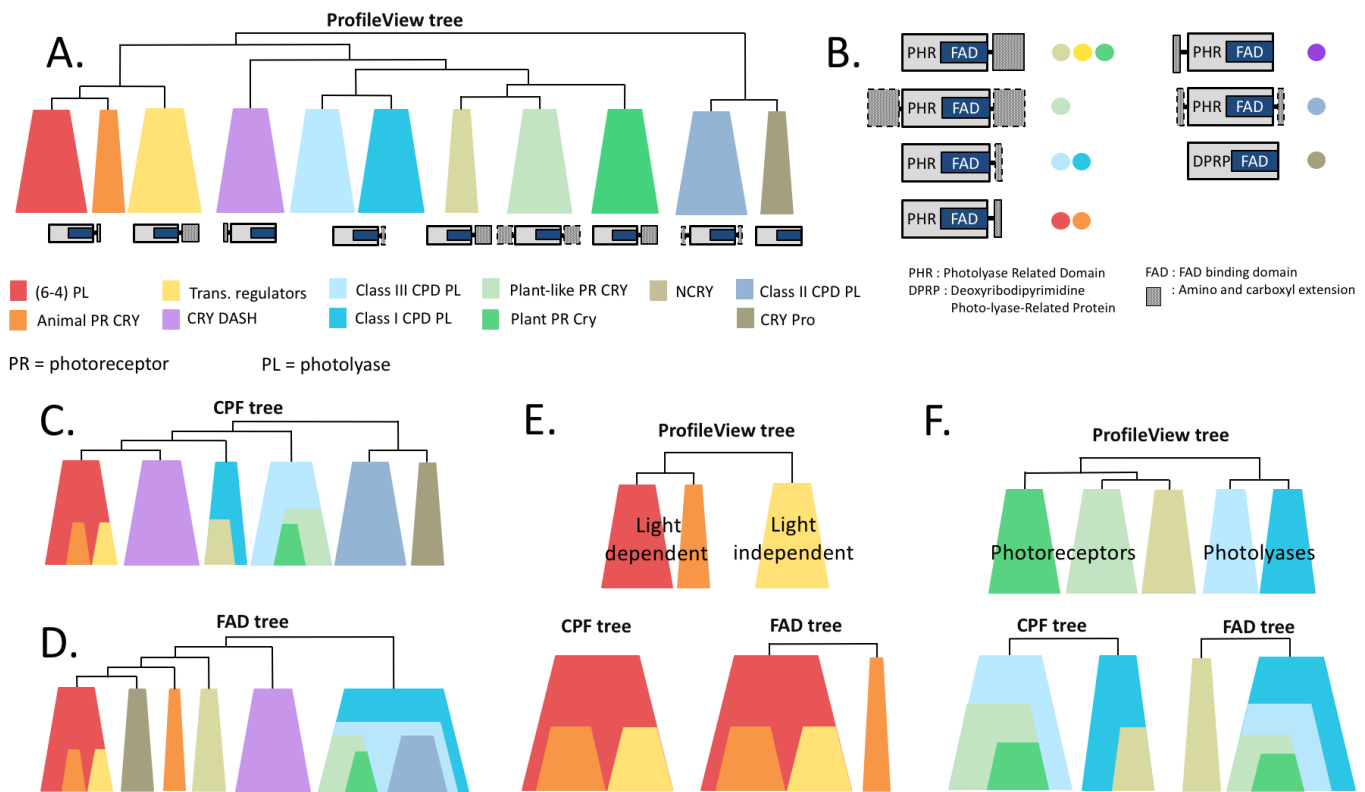 A.
ProfileView tree
(6-4) PL
Animal PR CRY
Trans. regulators
CRY DASH
Class III CPD PL
Class I CPD PL
Plant-like PR CRY
Plant PR Cry
NCRY
Class II CPD PL
CRY Pro
PR = photoreceptor
PL = photolyase
B.
PHR FAD
PHR FAD
PHR FAD
PHR FAD
PHR FAD
PHR FAD
DPRP FAD
PHR : Photolyase Related Domain
DPRP : Deoxyribodipyrimidine
Photo-lyase-Related Protein
FAD : FAD binding domain
: Amino and carboxyl extension
C.
CPF tree
D.
FAD tree
E.
ProfileView tree
Light
dependent
Light
independent
CPF tree
FAD tree
F.
ProfileView tree
Photoreceptors
Photolyases
CPF tree
FAD tree